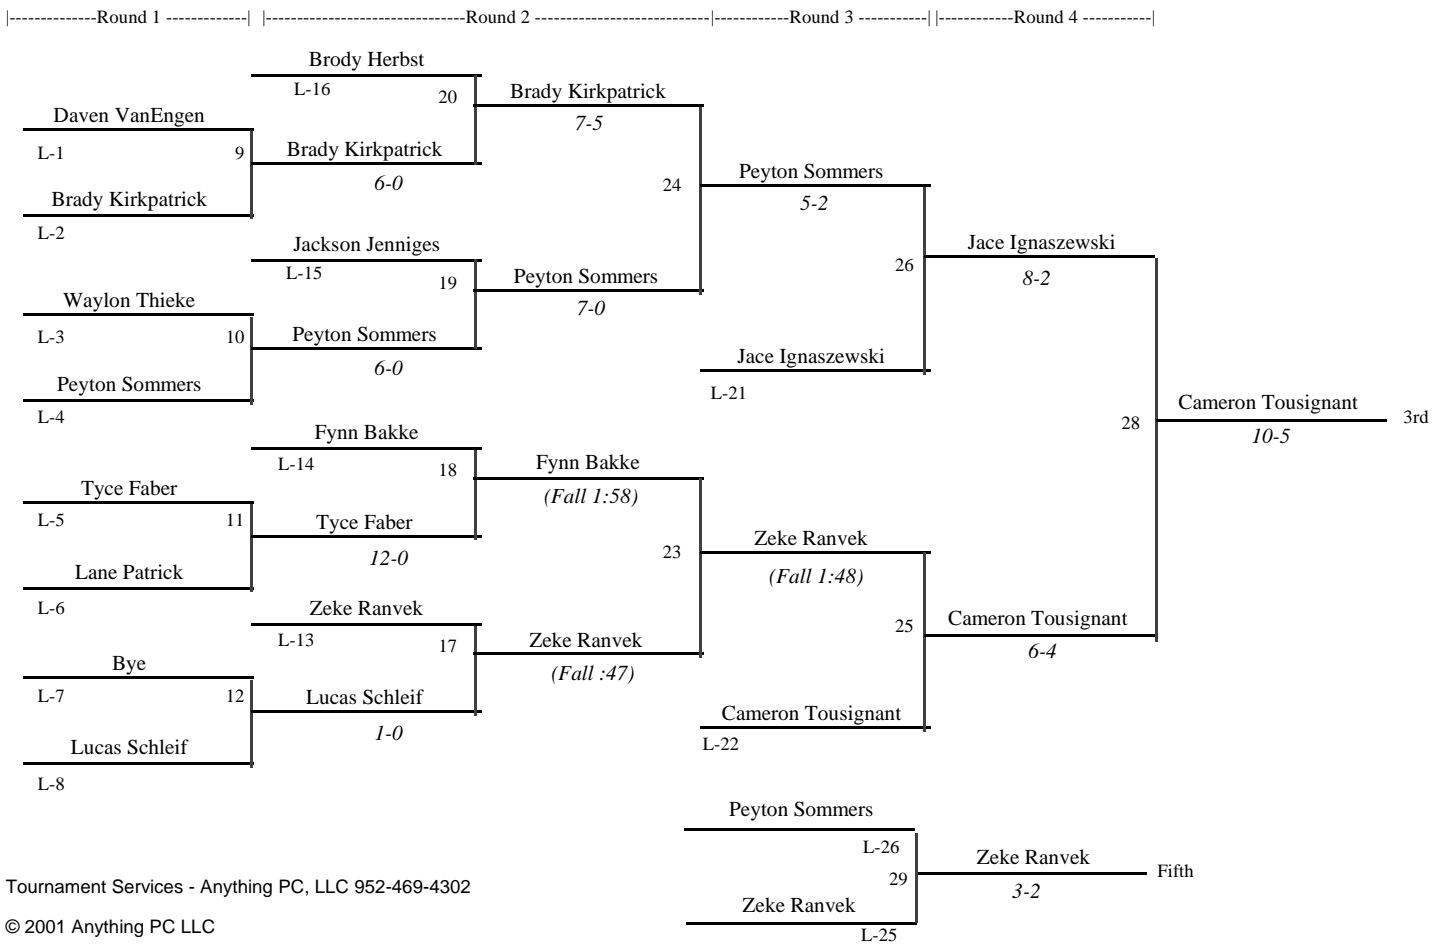 |--------------Round 1 --------------| |--------------------------------Round 2 ----------------------------|------------Round 3 -----------| |------------Round 4 -----------|
Brody Herbst
L-16
20
Brady Kirkpatrick
7-5
Daven VanEngen
L-1
9
Brady Kirkpatrick
6-0
Brady Kirkpatrick
L-2
24
Peyton Sommers
5-2
Jackson Jenniges
L-15
19
Peyton Sommers
7-0
Waylon Thieke
L-3
10
Peyton Sommers
6-0
Peyton Sommers
L-4
26
Jace Ignaszewski
8-2
Jace Ignaszewski
L-21
Fynn Bakke
L-14
18
Fynn Bakke
(Fall 1:58)
Tyce Faber
L-5
11
Tyce Faber
12-0
Lane Patrick
L-6
23
Zeke Ranvek
(Fall 1:48)
Zeke Ranvek
L-13
17
Zeke Ranvek
(Fall :47)
Bye
L-7
12
Lucas Schleif
1-0
Lucas Schleif
L-8
25
Cameron Tousignant
6-4
Cameron Tousignant
L-22
28
Cameron Tousignant
10-5
3rd
Peyton Sommers
L-26
29
Zeke Ranvek
3-2
Fifth
Zeke Ranvek
L-25
Tournament Services - Anything PC, LLC 952-469-4302
© 2001 Anything PC LLC